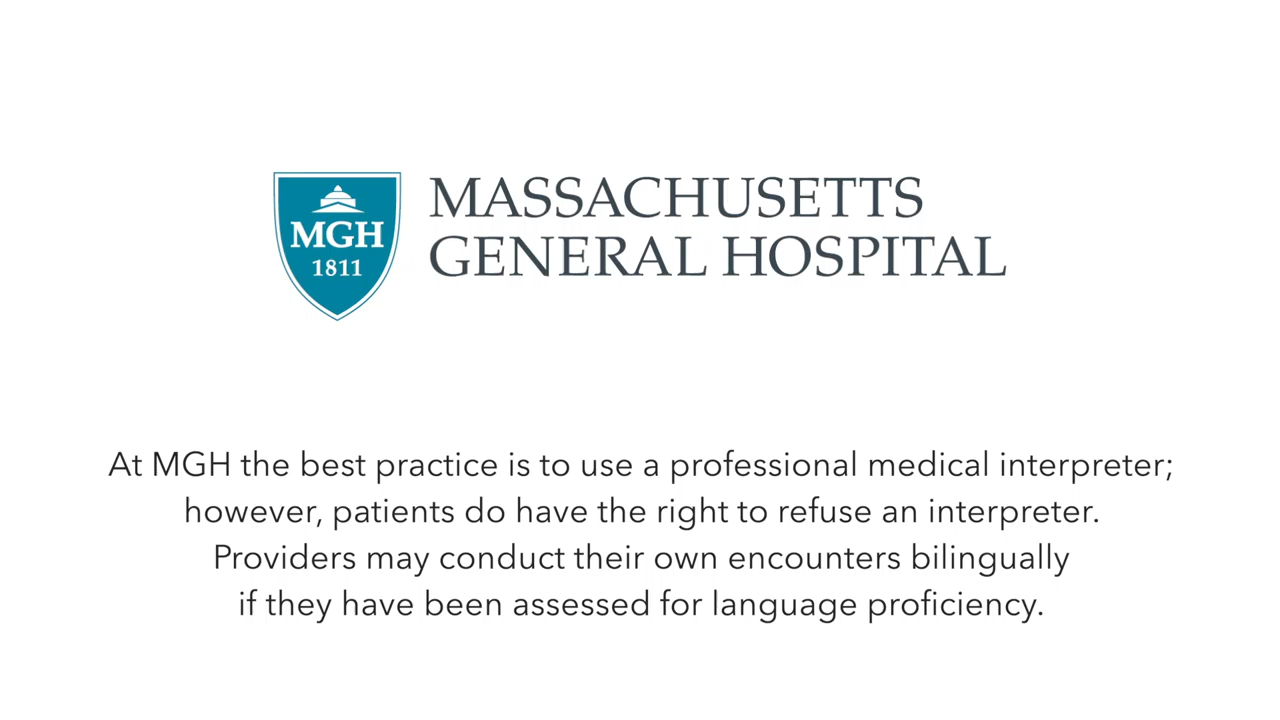 MGH
1811
MASSACHUSETTS
GENERAL HOSPITAL
At MGH the best practice is to use a professional medical interpreter;
however, patients do have the right to refuse an interpreter.
Providers may conduct their own encounters bilingually
if they have been assessed for language proficiency.